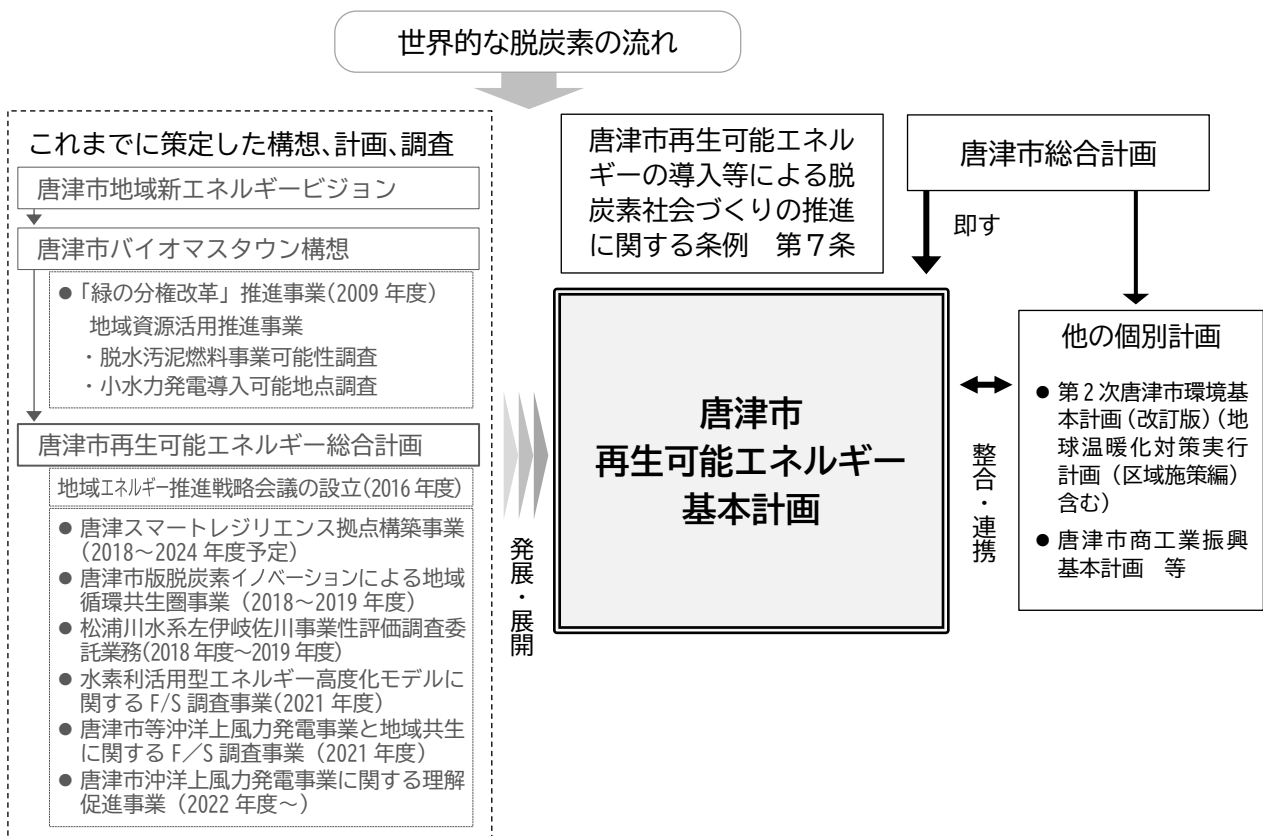 世界的な脱炭素の流れ
これまでに策定した構想、計画、調査
唐津市地域新エネルギービジョン
唐津市バイオマスタウン構想
●「緑の分権改革」推進事業(2009 年度)
地域資源活用推進事業
・脱水汚泥燃料事業可能性調査
・小水力発電導入可能地点調査
唐津市再生可能エネルギー総合計画
地域エネルギー推進戦略会議の設立(2016 年度)
● 唐津スマートレジリエンス拠点構築事業
(2018～2024 年度予定)
● 唐津市版脱炭素イノベーションによる地域
循環共生圏事業（2018～2019 年度）
● 松浦川水系左伊岐佐川事業性評価調査委
託業務(2018 年度～2019 年度)
● 水素利活用型エネルギー高度化モデルに
関する F/S 調査事業(2021 年度)
● 唐津市等沖洋上風力発電事業と地域共生
に関する F／S 調査事業（2021 年度）
● 唐津市沖洋上風力発電事業に関する理解
促進事業（2022 年度～）
発展・展開
唐津市再生可能エネル
ギーの導入等による脱
炭素社会づくりの推進
に関する条例　第７条
唐津市総合計画
即す
唐津市
再生可能エネルギー
基本計画
整合・連携
他の個別計画
● 第２次唐津市環境基
本計画（改訂版）（地
球温暖化対策実行
計画（区域施策編）
含む）
● 唐津市商工業振興
基本計画　等